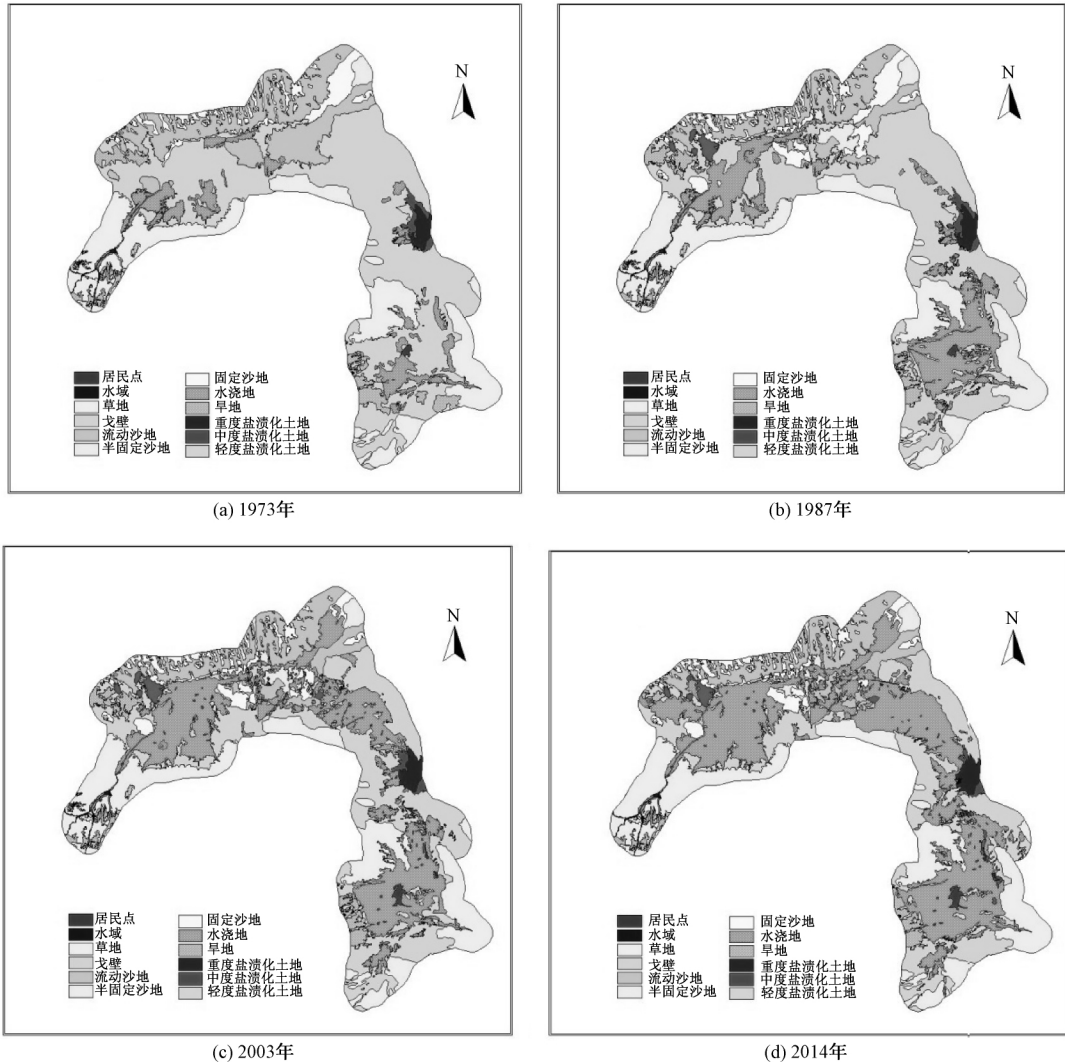 N
居民点 固定沙地
水域 水浇地
草地 旱地
戈壁 重度盐渍化土地
流动沙地 中度盐渍化土地
半固定沙地 轻度盐渍化土地
(a) 1973年
N
居民点 固定沙地
水域 水浇地
草地 旱地
戈壁 重度盐渍化土地
流动沙地 中度盐渍化土地
半固定沙地 轻度盐渍化土地
(b) 1987年
N
居民点 固定沙地
水域 水浇地
草地 旱地
戈壁 重度盐渍化土地
流动沙地 中度盐渍化土地
半固定沙地 轻度盐渍化土地
(c) 2003年
N
居民点 固定沙地
水域 水浇地
草地 旱地
戈壁 重度盐渍化土地
流动沙地 中度盐渍化土地
半固定沙地 轻度盐渍化土地
(d) 2014年